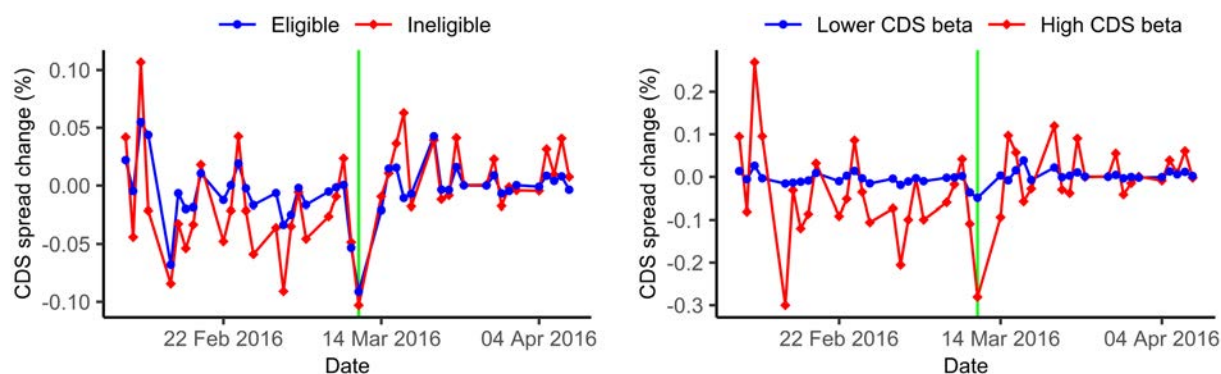 Eligible Ineligible
CDS spread change (%)
0.10
0.05
0.00
-0.05
-0.10
22 Feb 2016 14 Mar 2016 04 Apr 2016
Date
Lower CDS beta High CDS beta
CDS spread change (%)
0.2
0.1
0.0
-0.1
-0.2
-0.3
22 Feb 2016 14 Mar 2016 04 Apr 2016
Date